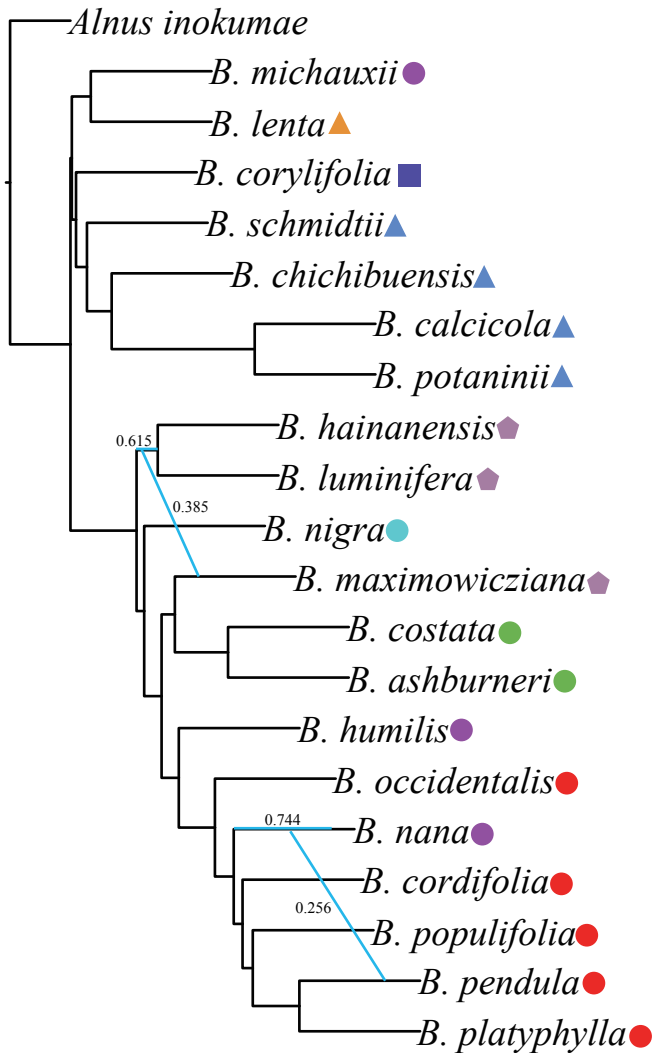 Alnus inokumae
B. michauxii
B. lenta
B. corylifolia
B. schmidtii
B. chichibuensis
B. calcicola
B. potaninii
B. hainanensis
0.615
B. luminifera
0.385
B. nigra
B. maximowicziana
B. costata
B. ashburneri
B. humilis
B. occidentalis
0.744
B. nana
B. cordifolia
0.256
B. populifolia
B. pendula
B. platyphylla